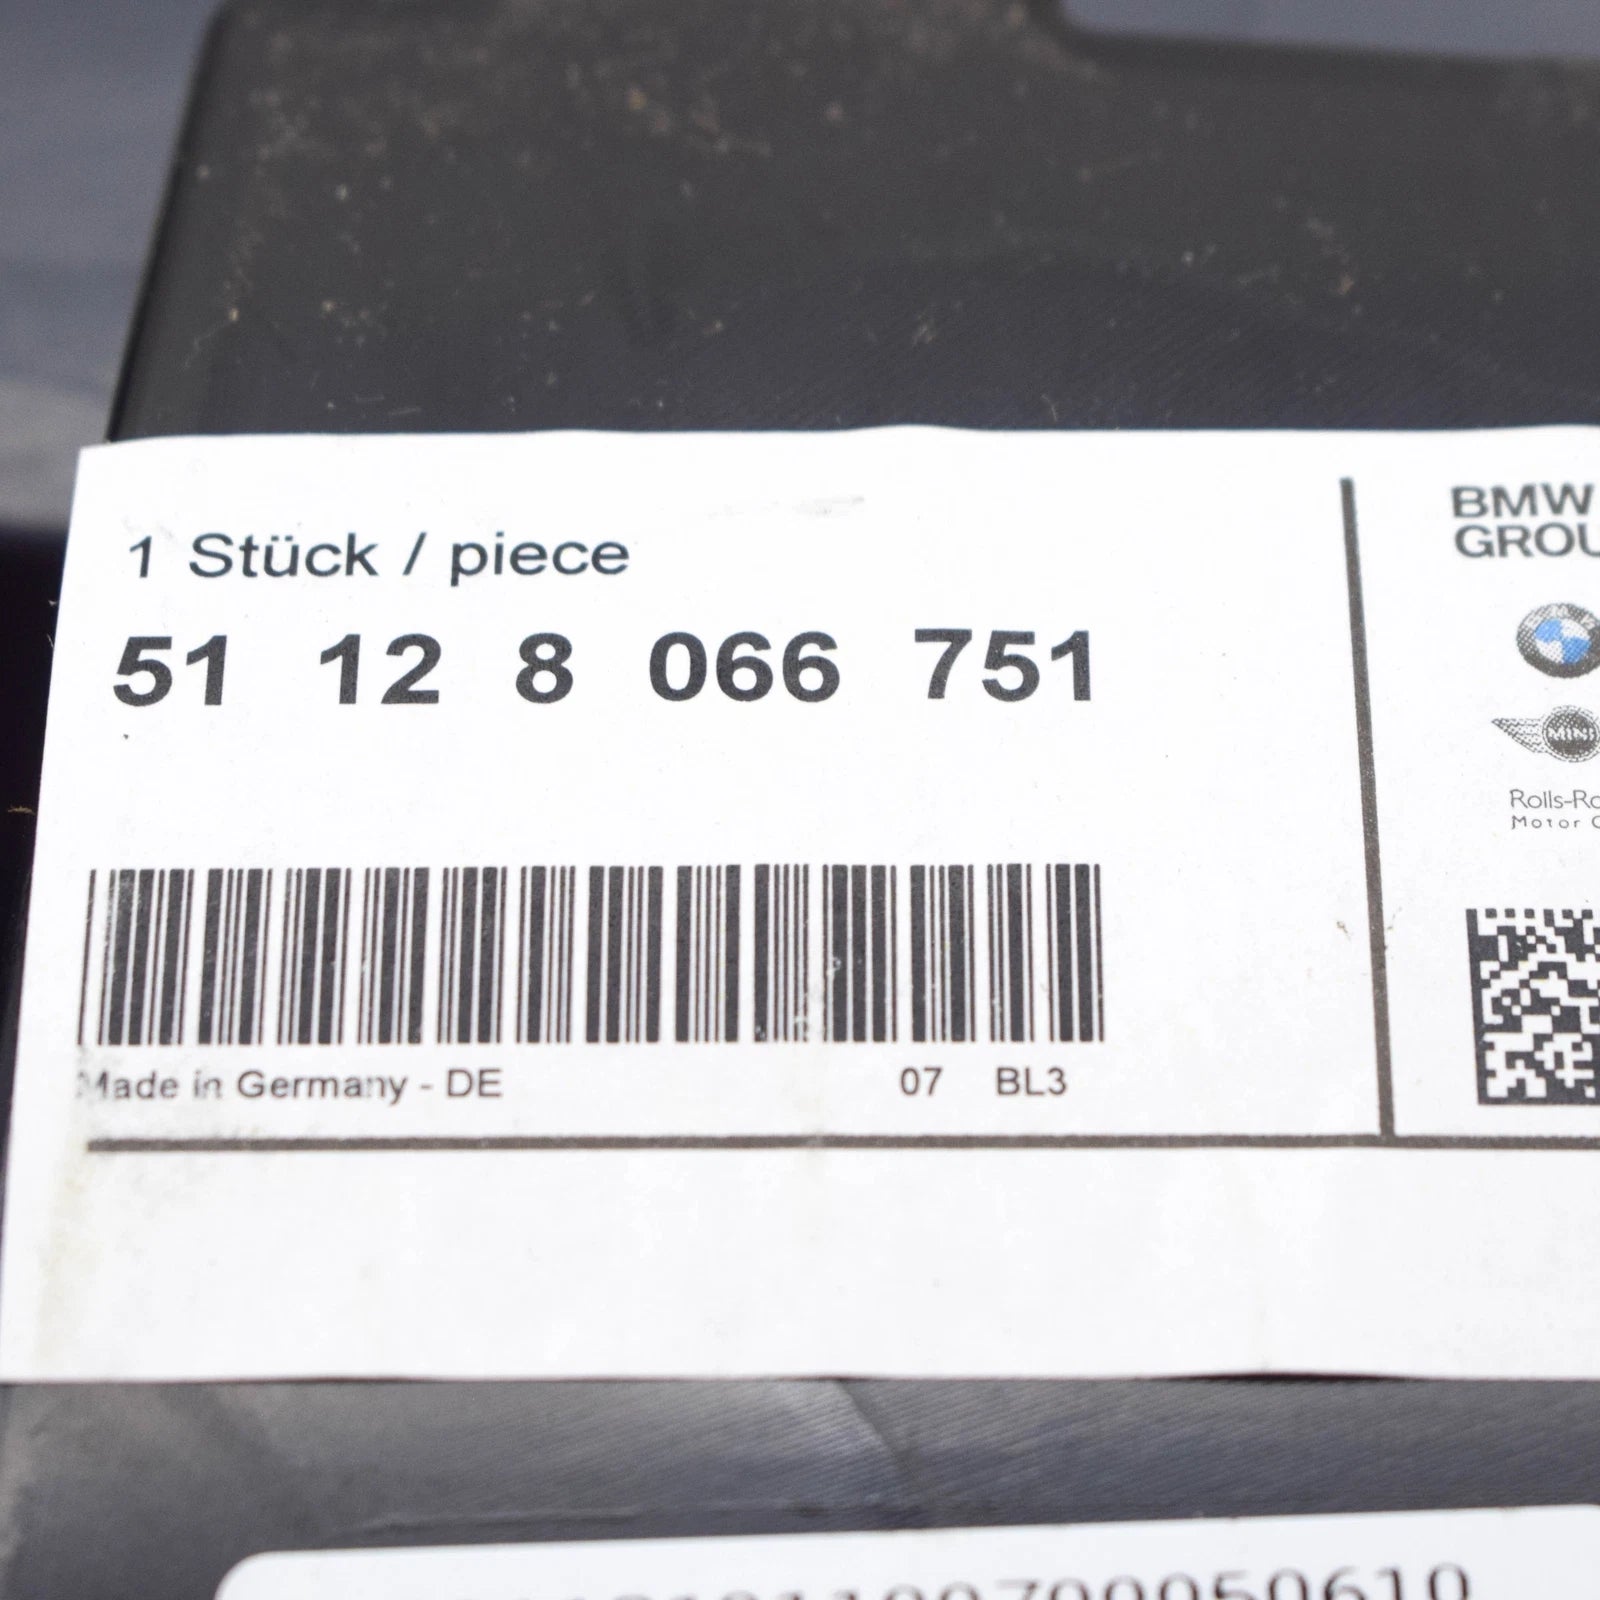 1 Stück / piece
51 12 8 066 751
Made in Germany - DE 07 BL3
BMW
GROU
MINI
Rolls-Ro
Motor C